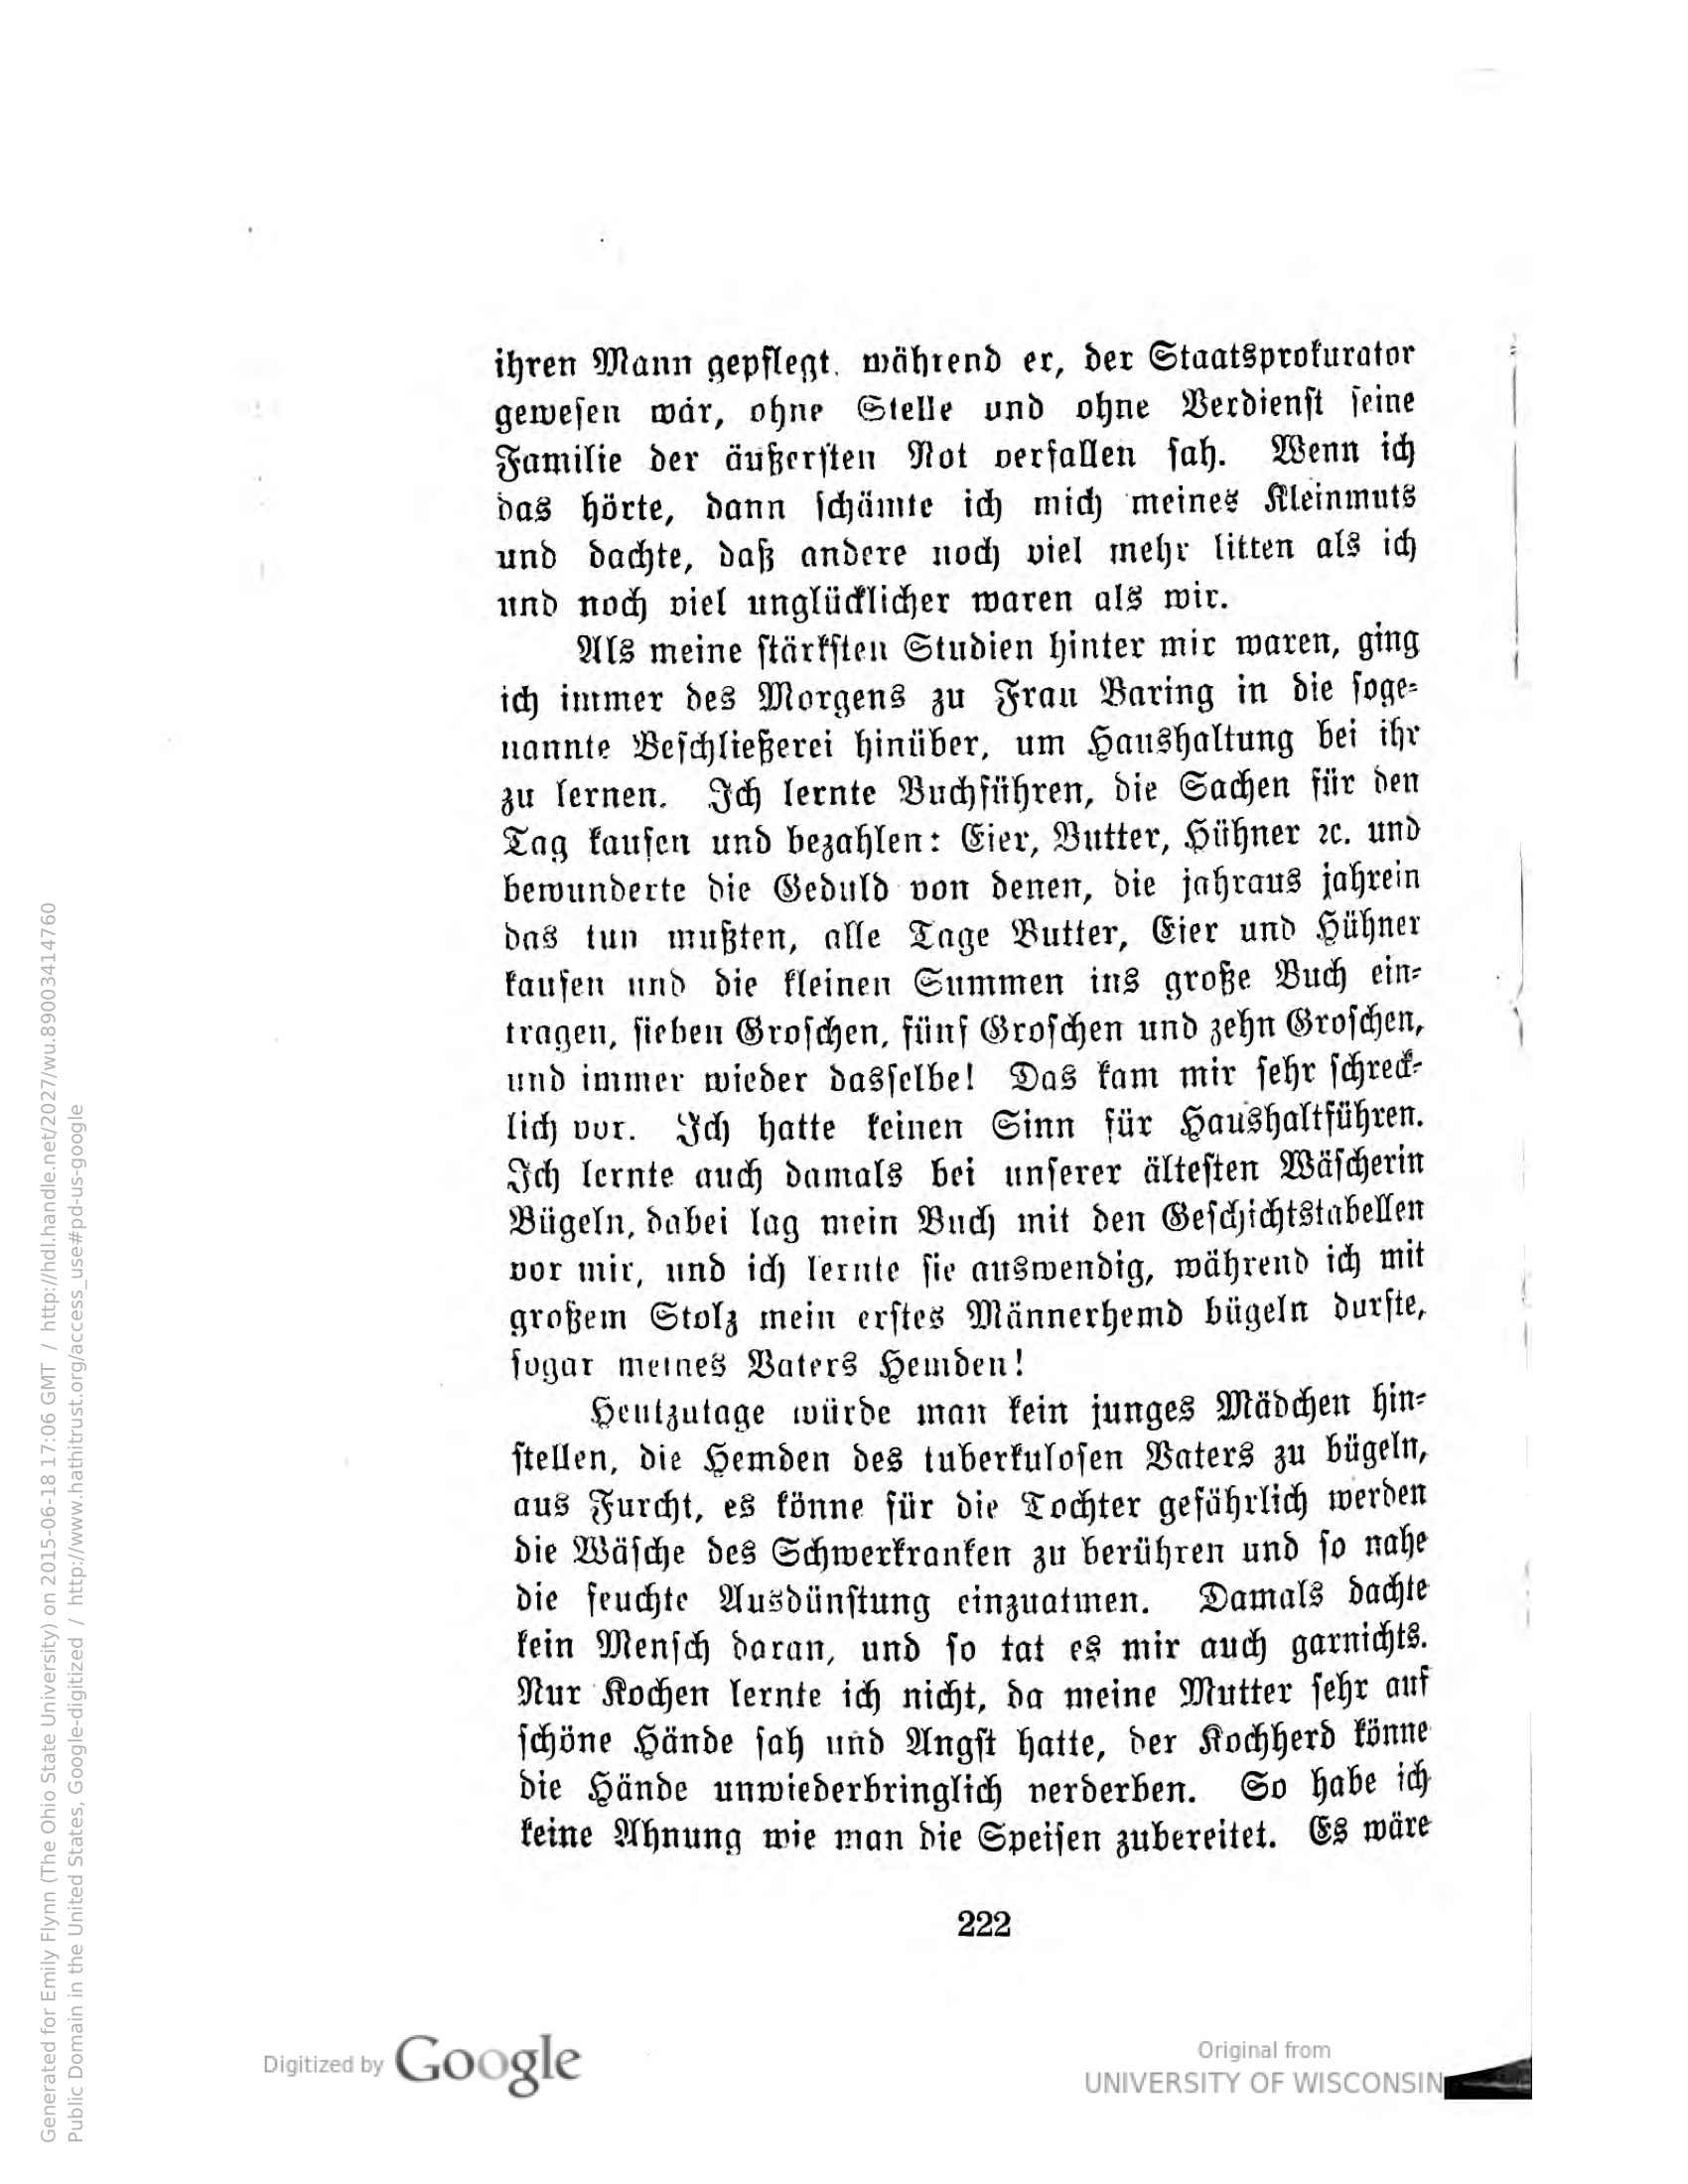 ihren Mann gepflegt, während er, der Staatsprokurator
gewesen war, ohne Stelle und ohne Verdienst seine
Familie der äußersten Not verfallen sah. Wenn ich
das hörte, dann schämte ich mich meines Kleinmuts
und dachte, daß andere noch viel mehr litten als ich
und noch viel unglücklicher waren als wir.
Als meine stärksten Studien hinter mir waren, ging
ich immer des Morgens zu Frau Baring in die soge-
nannte Beschließerei hinüber, um Haushaltung bei ihr
zu lernen. Ich lernte Buchführen, die Sachen für den
Tag kaufen und bezahlen: Eier, Butter, Hühner ꝛc. und
bewunderte die Geduld von denen, die jahraus jahrein
das tun mußten, alle Tage Butter, Eier und Hühner
kaufen und die kleinen Summen ins große Buch ein-
tragen, sieben Groschen, fünf Groschen und zehn Groschen,
und immer wieder dasselbe! Das kam mir sehr schreck-
lich vor. Ich hatte keinen Sinn für Haushaltführen.
Ich lernte auch damals bei unserer ältesten Wäscherin
Bügeln, dabei lag mein Buch mit den Geschichtstabellen
vor mir, und ich lernte sie auswendig, während ich mit
großem Stolz mein erstes Männerhemd bügeln durfte,
sogar meines Vaters Hemden!
Heutzutage würde man kein junges Mädchen hin-
stellen, die Hemden des tuberkulosen Vaters zu bügeln,
aus Furcht, es könne für die Tochter gefährlich werden
die Wäsche des Schwerkranken zu berühren und so nahe
die feuchte Ausdünstung einzuatmen. Damals dachte
kein Mensch daran, und so tat es mir auch garnichts.
Nur Kochen lernte ich nicht, da meine Mutter sehr auf
schöne Hände sah und Angst hatte, der Kochherd könne
die Hände unwiederbringlich verderben. So habe ich
keine Ahnung wie man die Speisen zubereitet. Es wäre
222
Digitized by Google
Original from
UNIVERSITY OF WISCONSIN
Generated for Emily Flynn (The Ohio State University) on 2015-06-18 17:06 GMT / http://hdl.handle.net/2027/wu.89003414760
Public Domain in the United States, Google-digitized / http://www.hathitrust.org/access_use#pd-us-google